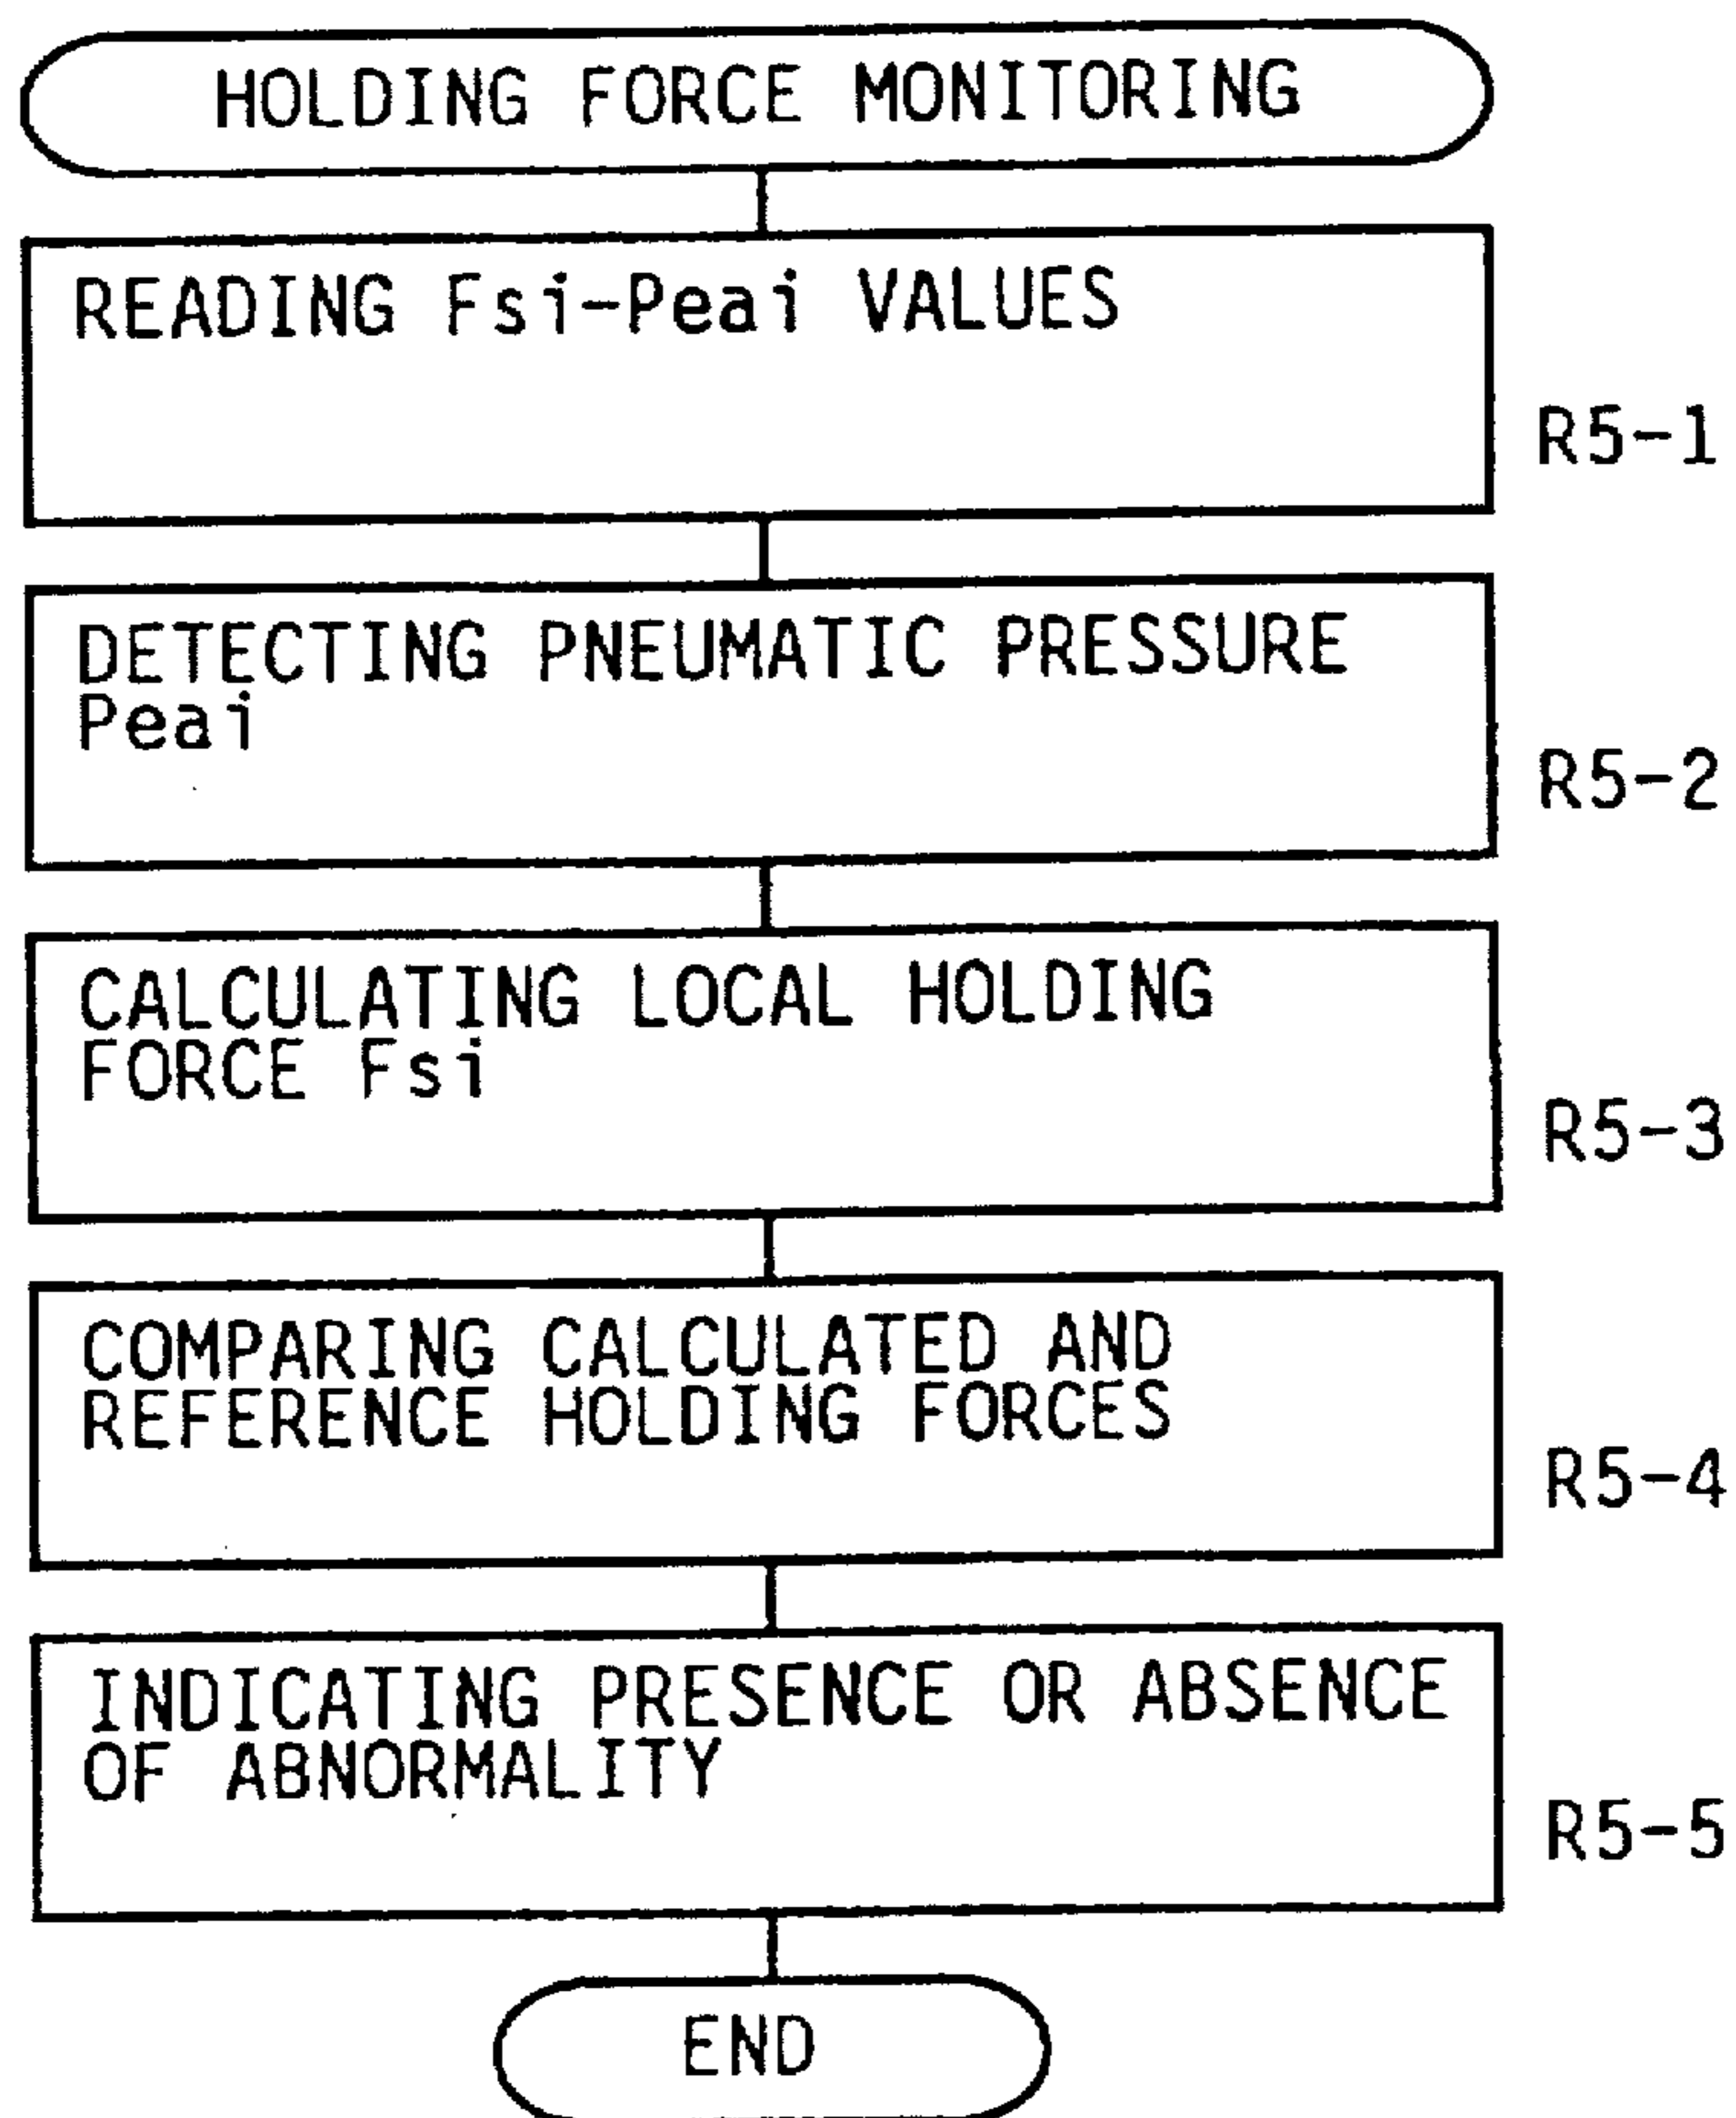 HOLDING FORCE MONITORING
READING Fsi-Peai VALUES
R5-1
DETECTING PNEUMATIC PRESSURE
Peai
R5-2
CALCULATING LOCAL HOLDING
FORCE Fsi
R5-3
COMPARING CALCULATED AND
REFERENCE HOLDING FORCES
R5-4
INDICATING PRESENCE OR ABSENCE
OF ABNORMALITY
R5-5
END